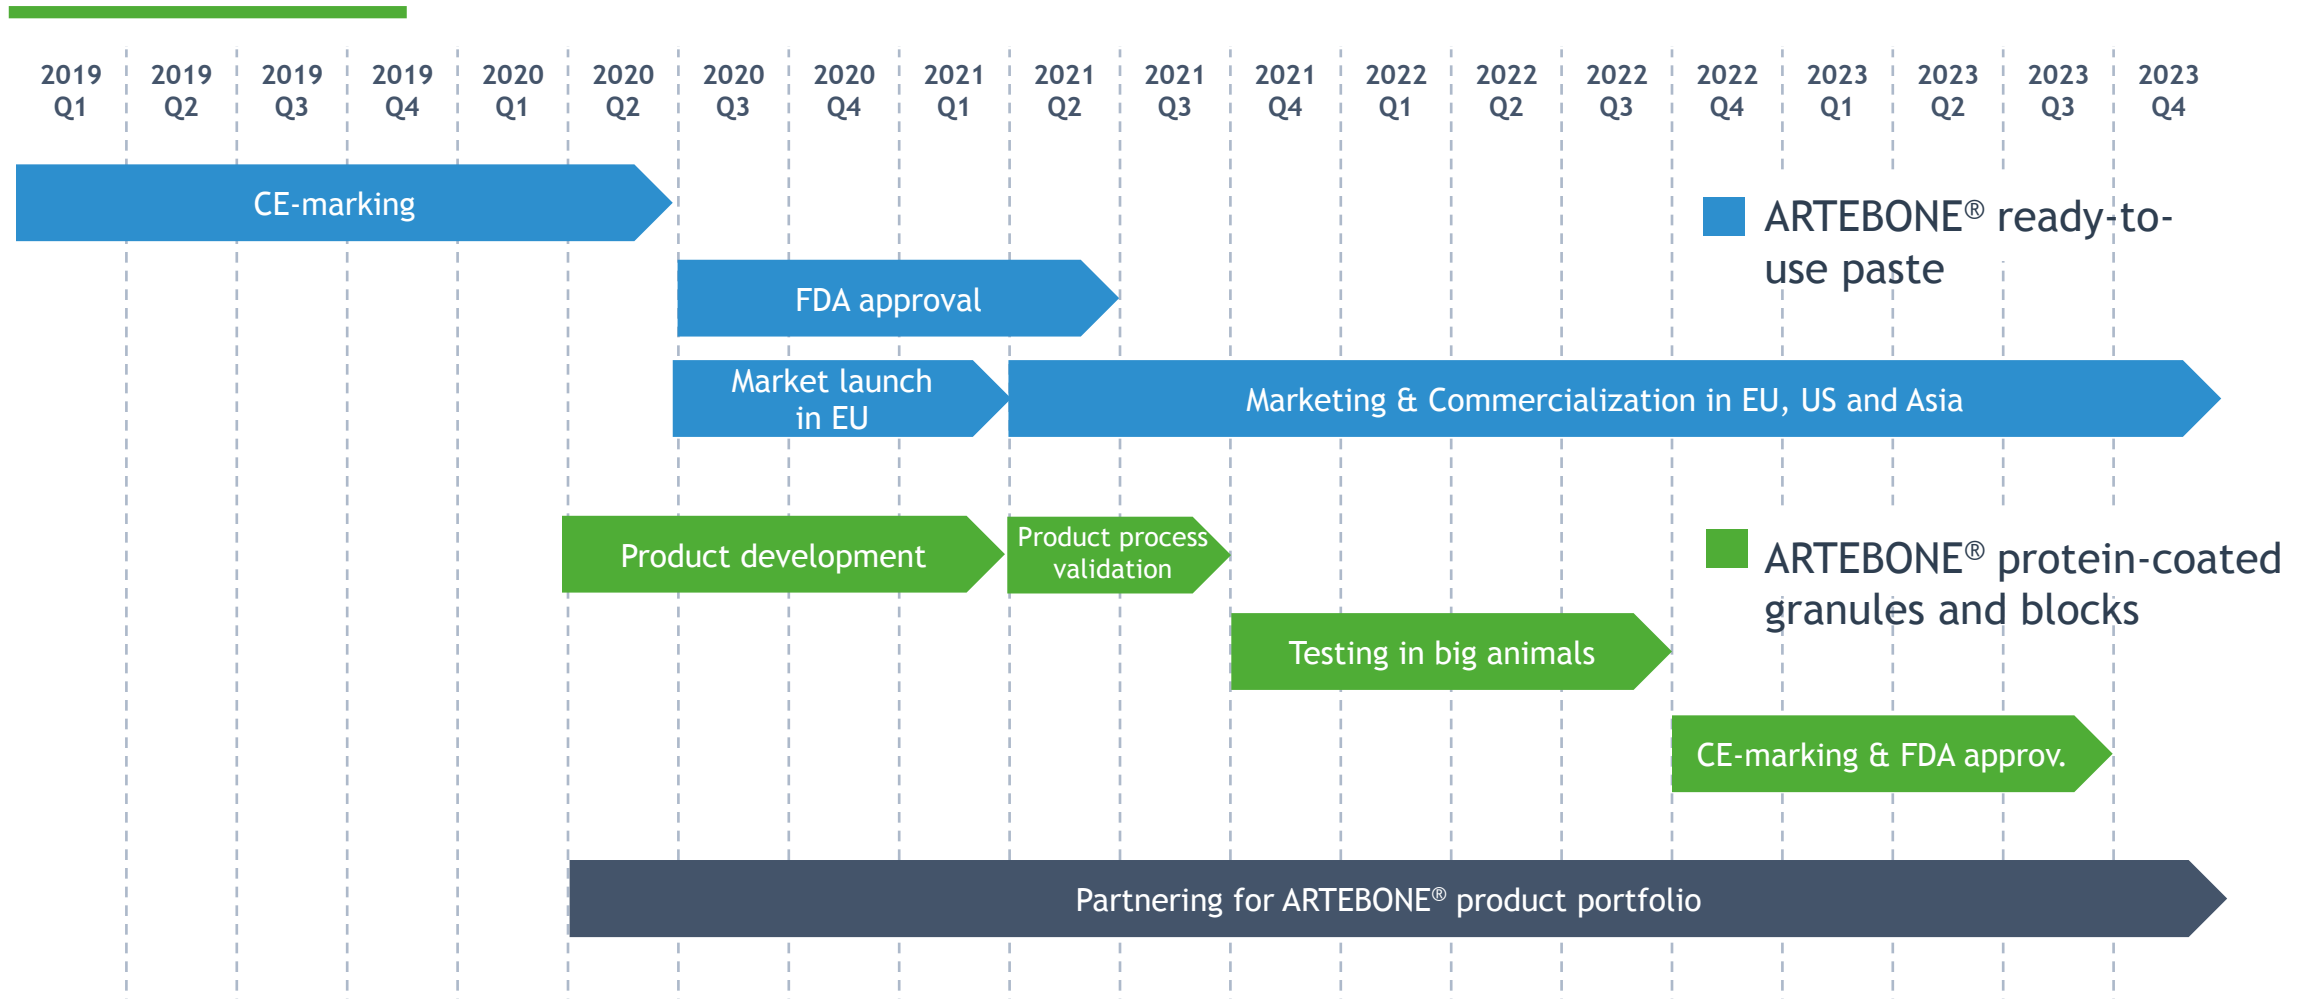 2019 2019 2019 2019 2020 2020 2020 2020 2021 2021 2021 2021 2022 2022 2022 2022 2023 2023 2023 2023
Q1 Q2 Q3 Q4 Q1 Q2 Q3 Q4 Q1 Q2 Q3 Q4 Q1 Q2 Q3 Q4 Q1 Q2 Q3 Q4
CE-marking
ARTEBONE® ready-to-
use paste
FDA approval
Market launch
in EU
Marketing & Commercialization in EU, US and Asia
Product development
Product process
validation
ARTEBONE® protein-coated
granules and blocks
Testing in big animals
CE-marking & FDA approv.
Partnering for ARTEBONE® product portfolio